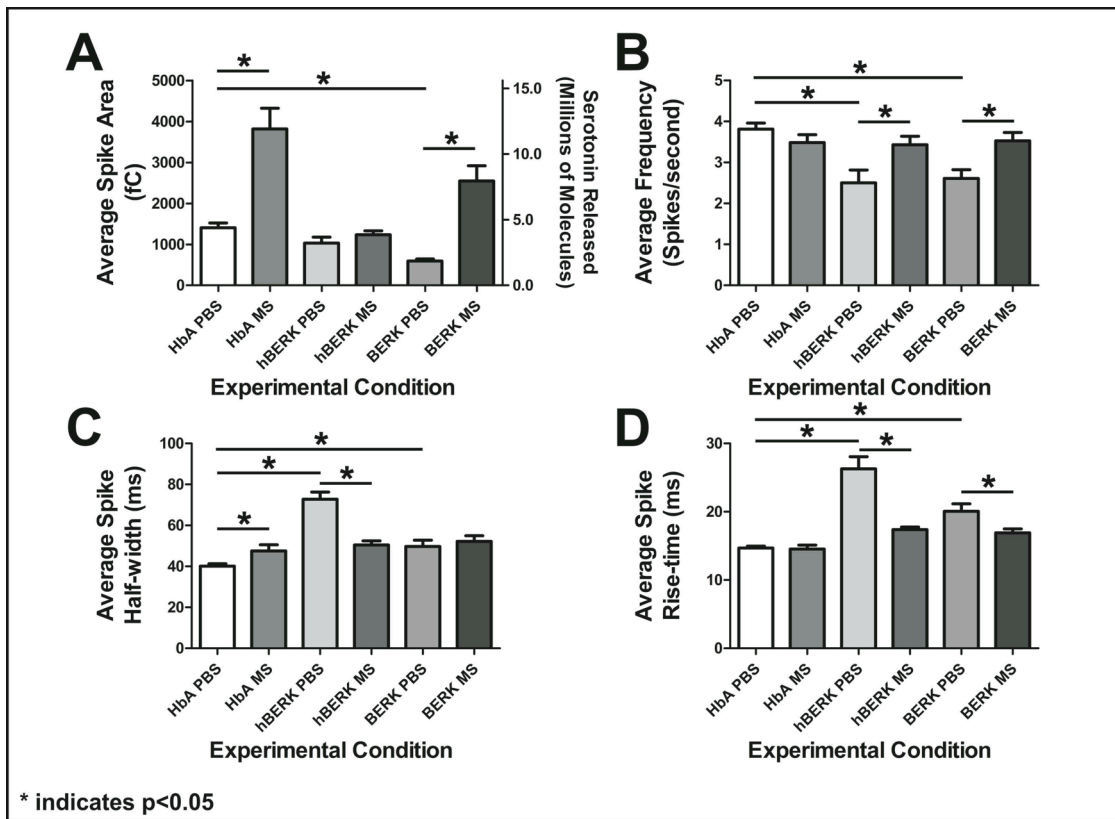 A
*
*
*
Average Spike Area
(fC)
5000
4000
3000
2000
1000
0
15.0
10.0
5.0
0.0
Serotonin Released
(Millions of Molecules)
HbA PBS
HbA MS
hBERK PBS
hBERK MS
BERK PBS
BERK MS
Experimental Condition
B
*
*
*
*
Average Frequency
(Spikes/second)
5
4
3
2
1
0
HbA PBS
HbA MS
hBERK PBS
hBERK MS
BERK PBS
BERK MS
Experimental Condition
C
*
*
*
*
Average Spike
Half-width (ms)
100
80
60
40
20
0
HbA PBS
HbA MS
hBERK PBS
hBERK MS
BERK PBS
BERK MS
Experimental Condition
D
*
*
*
*
Average Spike
Rise-time (ms)
30
20
10
0
HbA PBS
HbA MS
hBERK PBS
hBERK MS
BERK PBS
BERK MS
Experimental Condition
* indicates p<0.05